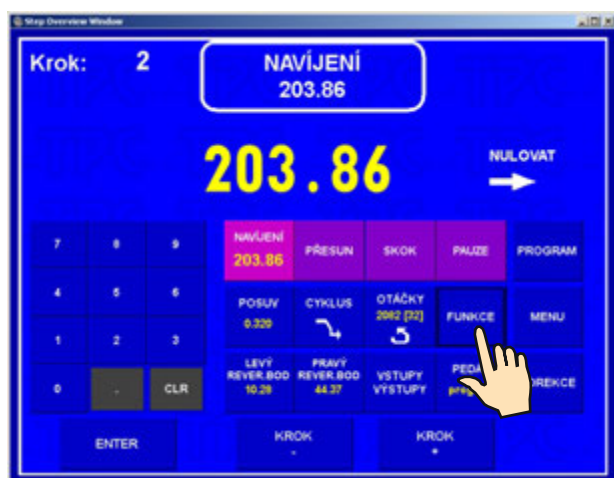 Step Overview Window
Krok: 2
NAVÍJENÍ
203.86
203.86
NULOVAT
7 8 9
NAVÍJENÍ
203.86
PŘESUN
SKOK
PAUZE
PROGRAM
4 5 6
POSUV
0.320
CYKLUS
OTÁČKY
2002 [32]
FUNKCE
MENU
1 2 3
LEVÝ
REVER.BOD
10.28
PRAVÝ
REVER.BOD
44.37
VSTUPY
VÝSTUPY
0 . CLR
ENTER
KROK
-
KROK
+